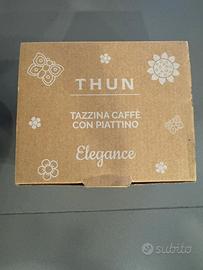 THUN
TAZZINA CAFFÈ
CON PIATTINO
Elegance
subito